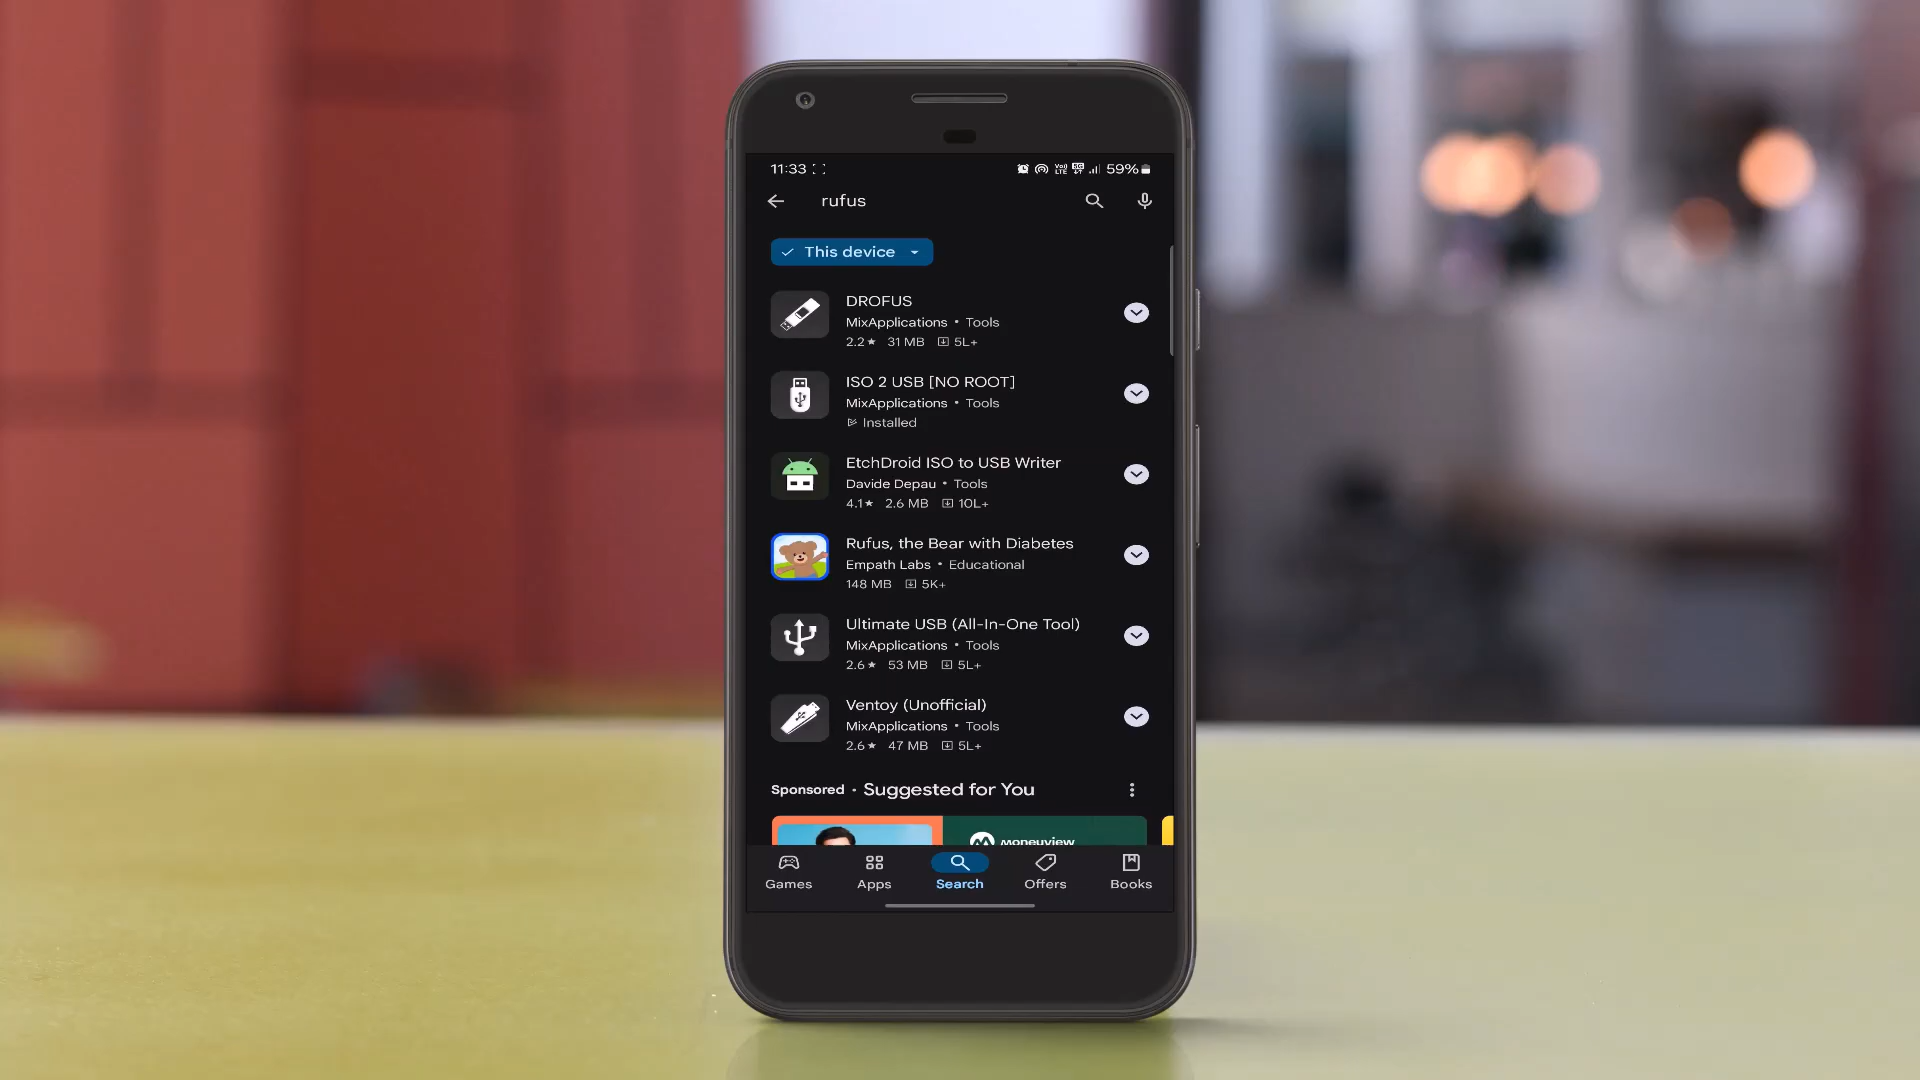 11:33
Vo)) LTE 5G 59%
rufus
This device
DROFUS
MixApplications • Tools
2.2★ 31 MB 5L+
ISO 2 USB [NO ROOT]
MixApplications • Tools
Installed
EtchDroid ISO to USB Writer
Davide Depau • Tools
4.1★ 2.6 MB 10L+
Rufus, the Bear with Diabetes
Empath Labs • Educational
148 MB 5K+
Ultimate USB (All-In-One Tool)
MixApplications • Tools
2.6★ 53 MB 5L+
Ventoy (Unofficial)
MixApplications • Tools
2.6★ 47 MB 5L+
Sponsored • Suggested for You
moneyview
Games
Apps
Search
Offers
Books